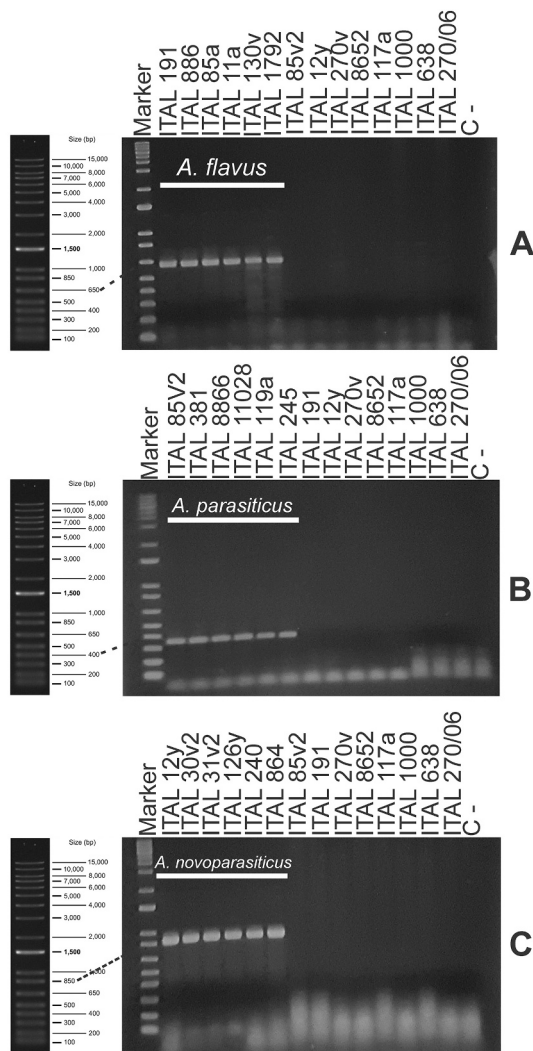 Marker
ITAL 191
ITAL 886
ITAL 85a
ITAL 11a
ITAL 130v
ITAL 1792
ITAL 85v2
ITAL 12y
ITAL 270v
ITAL 8652
ITAL 117a
ITAL 1000
ITAL 638
ITAL 270/06
C -
Size (bp)
15,000
10,000
8,000
7,000
6,000
5,000
4,000
3,000
2,000
1,500
1,000
850
650
500
400
300
200
100
A. flavus
A
Marker
ITAL 85V2
ITAL 381
ITAL 8866
ITAL 11028
ITAL 119a
ITAL 245
ITAL 191
ITAL 12y
ITAL 270v
ITAL 8652
ITAL 117a
ITAL 1000
ITAL 638
ITAL 270/06
C -
Size (bp)
15,000
10,000
8,000
7,000
6,000
5,000
4,000
3,000
2,000
1,500
1,000
850
650
500
400
300
200
100
A. parasiticus
B
Marker
ITAL 12y
ITAL 30v2
ITAL 31v2
ITAL 126y
ITAL 240
ITAL 864
ITAL 85v2
ITAL 191
ITAL 270v
ITAL 8652
ITAL 117a
ITAL 1000
ITAL 638
ITAL 270/06
C -
Size (bp)
15,000
10,000
8,000
7,000
6,000
5,000
4,000
3,000
2,000
1,500
1,000
850
650
500
400
300
200
100
A. novoparasiticus
C